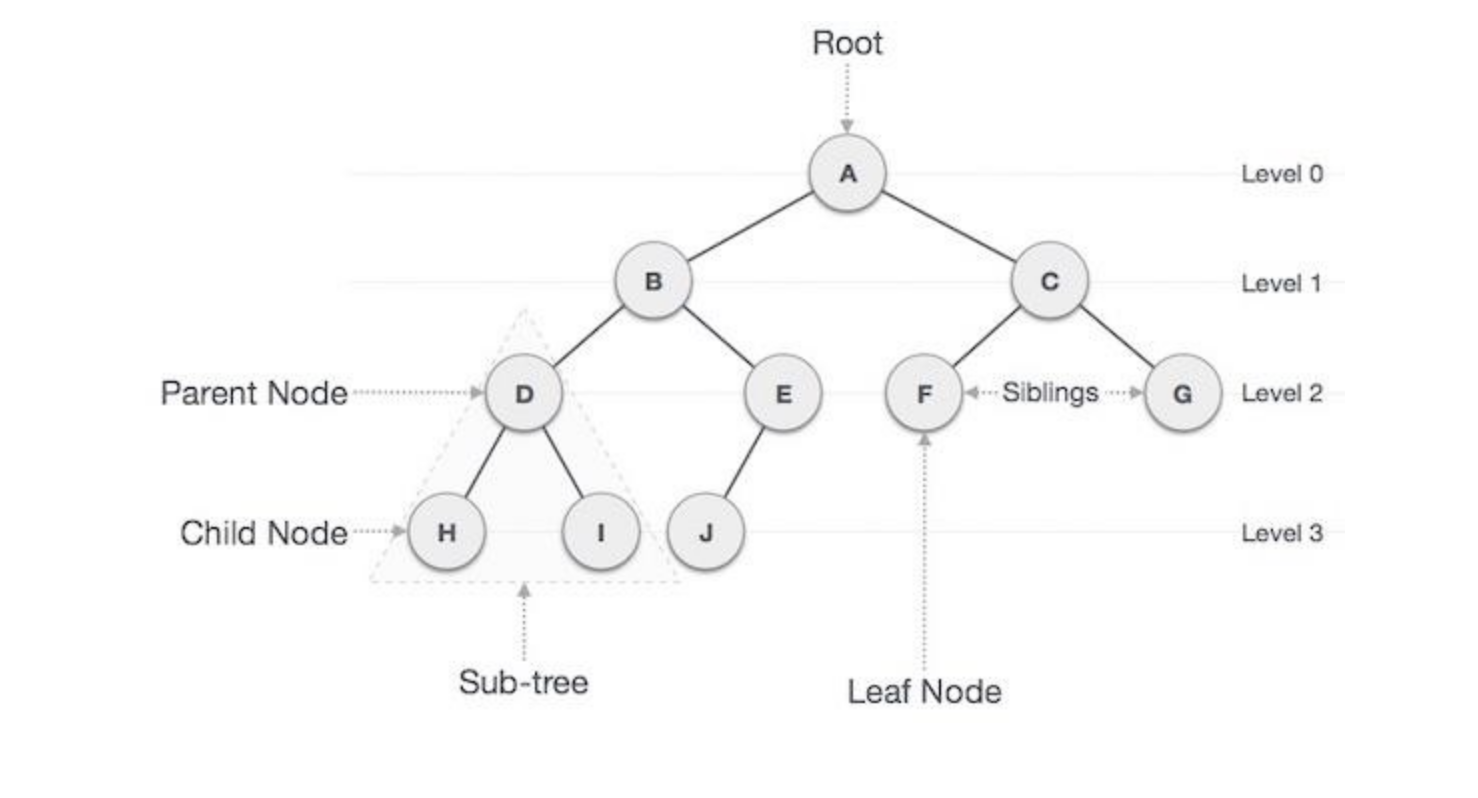 Root
A
Level 0
B
C
Level 1
Parent Node
D
E
F
Siblings
G
Level 2
Child Node
H
I
J
Level 3
Sub-tree
Leaf Node